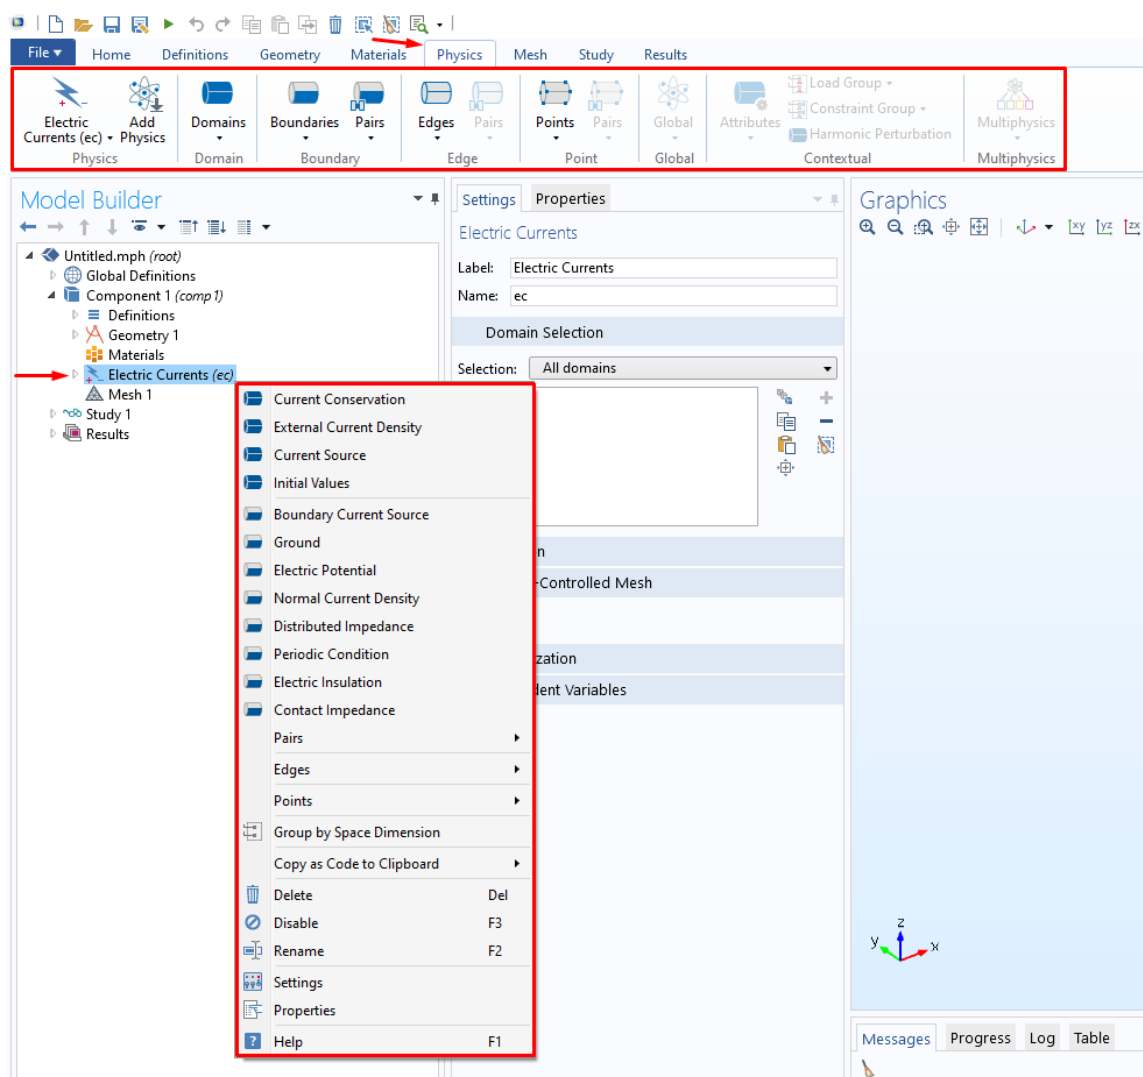 File Home Definitions Geometry Materials Physics Mesh Study Results
Electric Currents (ec)
Add Physics
Domains
Boundaries
Pairs
Edges
Pairs
Points
Pairs
Global
Attributes
Load Group
Constraint Group
Harmonic Perturbation
Multiphysics
Physics Domain Boundary Edge Point Global Contextual Multiphysics
Model Builder
Untitled.mph (root)
Global Definitions
Component 1 (comp1)
Definitions
Geometry 1
Materials
Electric Currents (ec)
Mesh 1
Study 1
Results
Current Conservation
External Current Density
Current Source
Initial Values
Boundary Current Source
Ground
Electric Potential
Normal Current Density
Distributed Impedance
Periodic Condition
Electric Insulation
Contact Impedance
Pairs
Edges
Points
Group by Space Dimension
Copy as Code to Clipboard
Delete Del
Disable F3
Rename F2
Settings
Properties
? Help F1
Settings Properties
Electric Currents
Label: Electric Currents
Name: ec
Domain Selection
Selection: All domains
n
-Controlled Mesh
zation
dent Variables
Graphics
xy yz zx
z
y x
Messages Progress Log Table